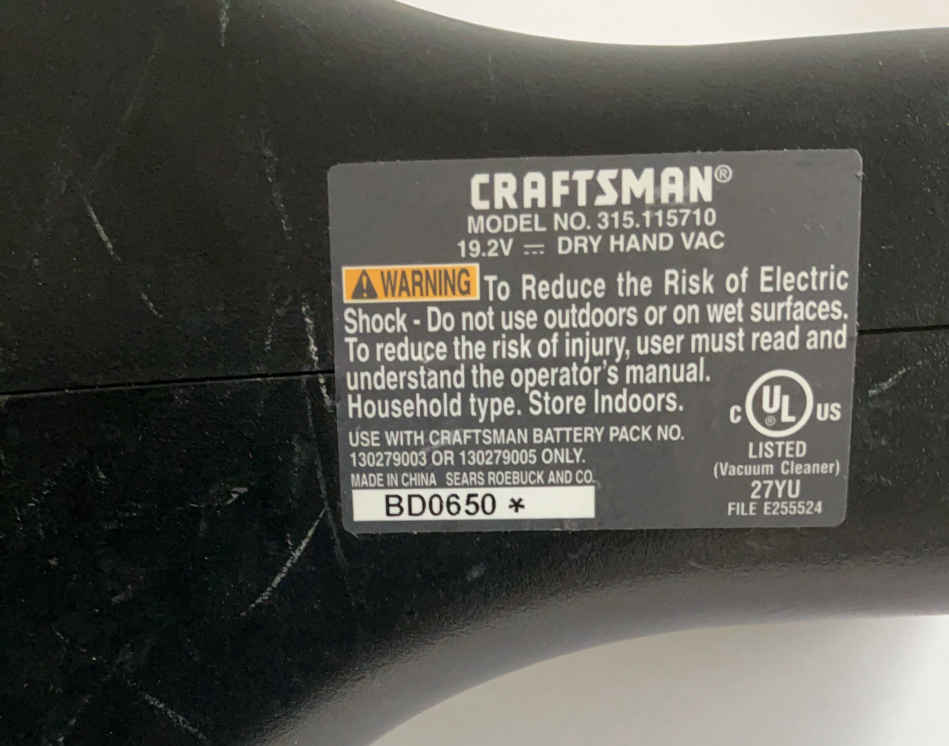 CRAFTSMAN®
MODEL NO. 315.115710
19.2V ⎓ DRY HAND VAC
⚠ WARNING To Reduce the Risk of Electric
Shock - Do not use outdoors or on wet surfaces.
To reduce the risk of injury, user must read and
understand the operator's manual.
Household type. Store Indoors.
USE WITH CRAFTSMAN BATTERY PACK NO.
130279003 OR 130279005 ONLY.
MADE IN CHINA SEARS ROEBUCK AND CO.
BD0650 *
C UL® US
LISTED
(Vacuum Cleaner)
27YU
FILE E255524